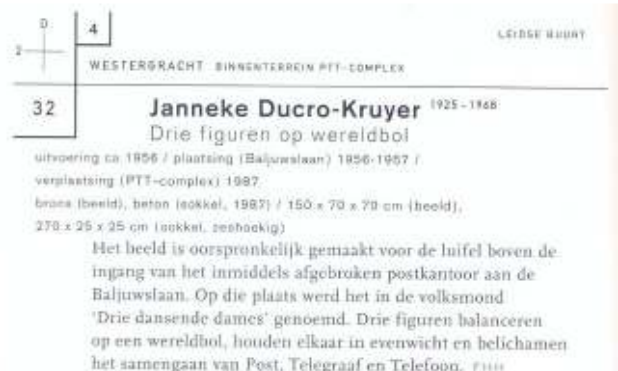 D
4
LEIDSE BUURT
2
WESTERGRACHT BINNENTERREIN PTT-COMPLEX
32
Janneke Ducro-Kruyer 1925-1968
Drie figuren op wereldbol
uitvoering ca 1956 / plaatsing (Baljuwslaan) 1956-1957 /
verplaatsing (PTT-complex) 1987
brons (beeld), beton (sokkel, 1987) / 150 x 70 x 70 cm (beeld),
270 x 25 x 25 cm (sokkel, zeshoekig)
Het beeld is oorspronkelijk gemaakt voor de luifel boven de
ingang van het inmiddels afgebroken postkantoor aan de
Baljuwslaan. Op die plaats werd het in de volksmond
'Drie dansende dames' genoemd. Drie figuren balanceren
op een wereldbol, houden elkaar in evenwicht en belichamen
het samengaan van Post, Telegraaf en Telefoon.